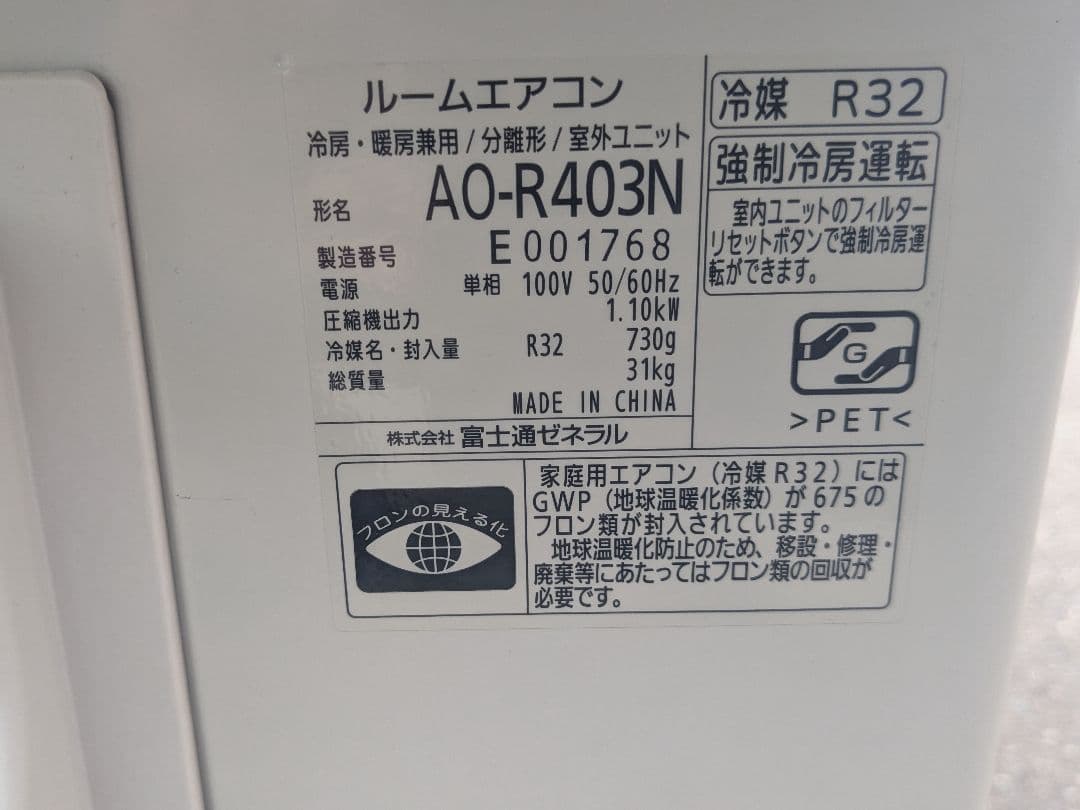 ルームエアコン
冷房・暖房兼用/分離形/室外ユニット
形名 AO-R403N
製造番号 E001768
電源 単相 100V 50/60Hz
圧縮機出力 1.10kW
冷媒名・封入量 R32 730g
総質量 31kg
MADE IN CHINA
株式会社 富士通ゼネラル
冷媒 R32
強制冷房運転
室内ユニットのフィルター
リセットボタンで強制冷房運
転ができます。
G
>PET<
フロンの見える化
家庭用エアコン(冷媒R32)には
GWP(地球温暖化係数)が675の
フロン類が封入されています。
地球温暖化防止のため、移設・修理・
廃棄等にあたってはフロン類の回収が
必要です。